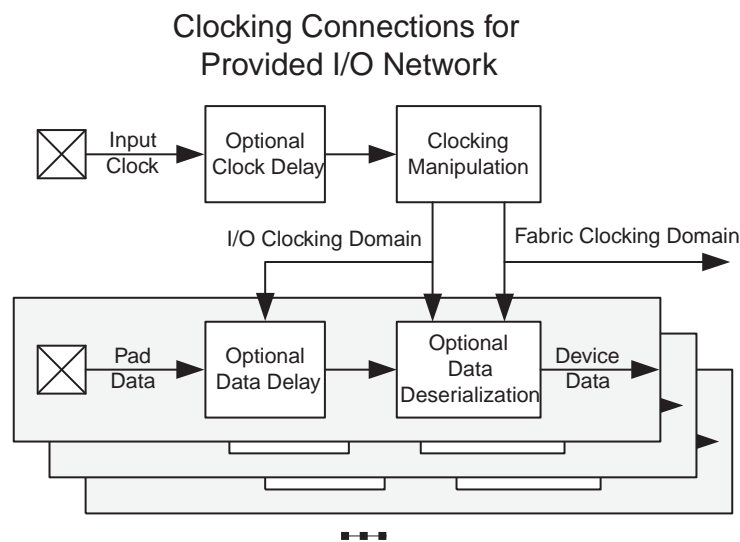 Clocking Connections for
Provided I/O Network
Input
Clock
Optional
Clock Delay
Clocking
Manipulation
I/O Clocking Domain
Fabric Clocking Domain
Pad
Data
Optional
Data Delay
Optional
Data
Deserialization
Device
Data